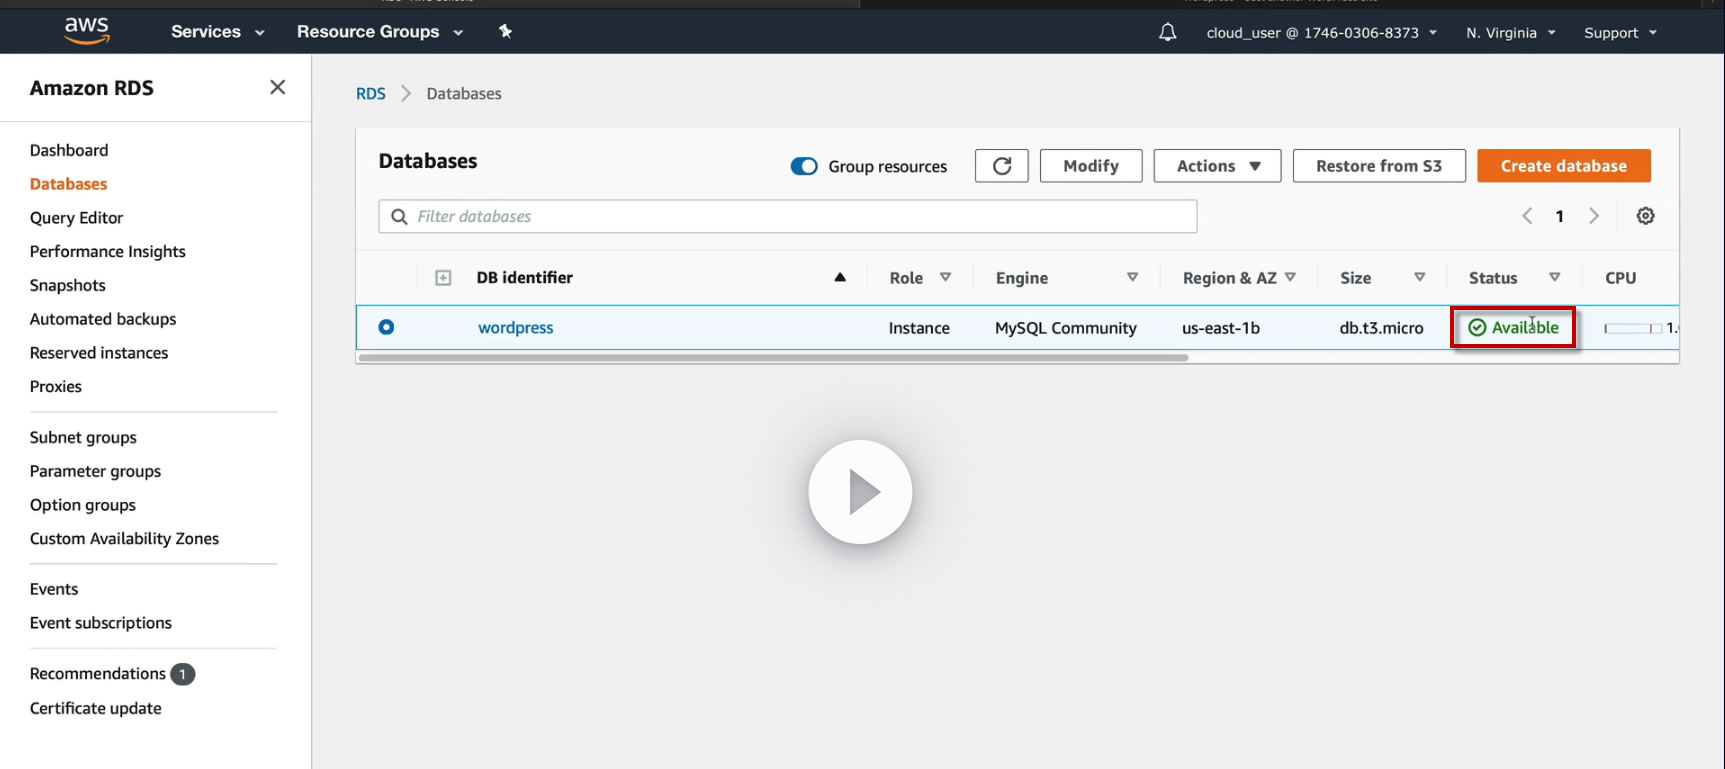 aws
Services
Resource Groups
cloud_user @ 1746-0306-8373
N. Virginia
Support
Amazon RDS
Dashboard
Databases
Query Editor
Performance Insights
Snapshots
Automated backups
Reserved instances
Proxies
Subnet groups
Parameter groups
Option groups
Custom Availability Zones
Events
Event subscriptions
Recommendations 1
Certificate update
RDS > Databases
Databases
Group resources
Modify
Actions
Restore from S3
Create database
Filter databases
1
DB identifier Role Engine Region & AZ Size Status CPU
wordpress Instance MySQL Community us-east-1b db.t3.micro Available 1.